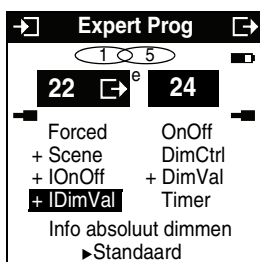 Expert Prog
1 5
22 e 24
Forced OnOff
+ Scene DimCtrl
+ IOnOff + DimVal
+ IDimVal Timer
Info absoluut dimmen
▸Standaard